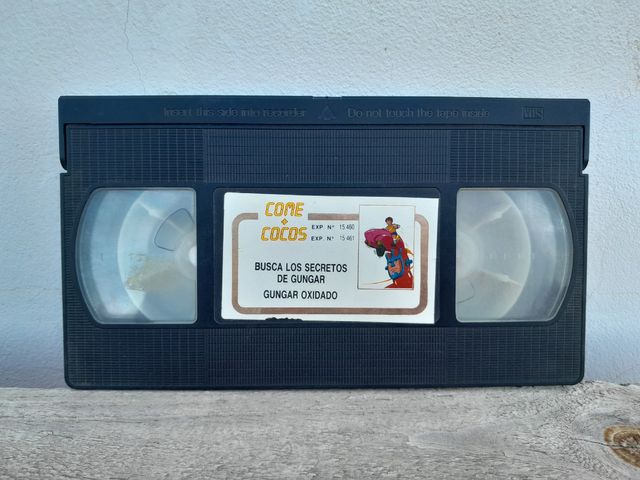 Insert this side into recorder △ Do not touch the tape inside VHS
COME
+
COCOS
EXP. Nº 15.460
EXP. Nº 15.461
BUSCA LOS SECRETOS
DE GUNGAR
GUNGAR OXIDADO